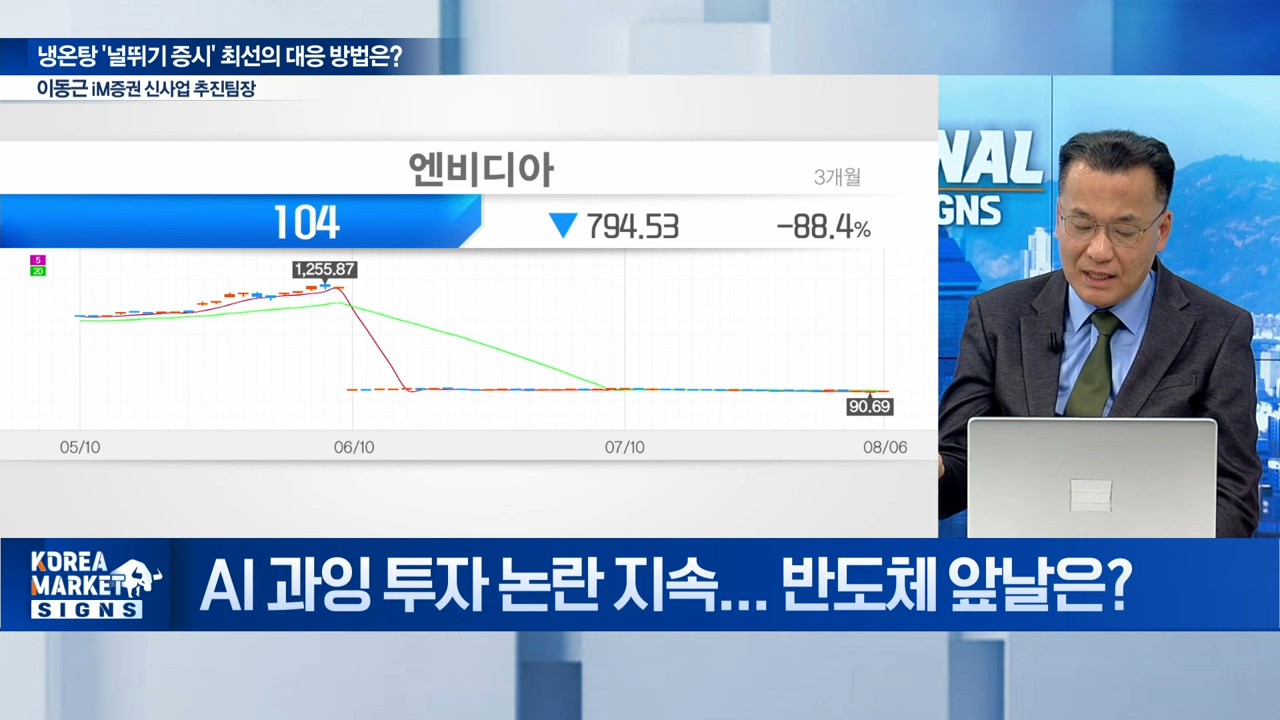 냉온탕 '널뛰기 증시' 최선의 대응 방법은?
이동근 iM증권 신사업 추진팀장
엔비디아
3개월
104 ▼ 794.53 -88.4%
5
20
1,255.87
90.69
05/10 06/10 07/10 08/06
NAL
GNS
KOREA
MARKET
SIGNS
AI 과잉 투자 논란 지속... 반도체 앞날은?